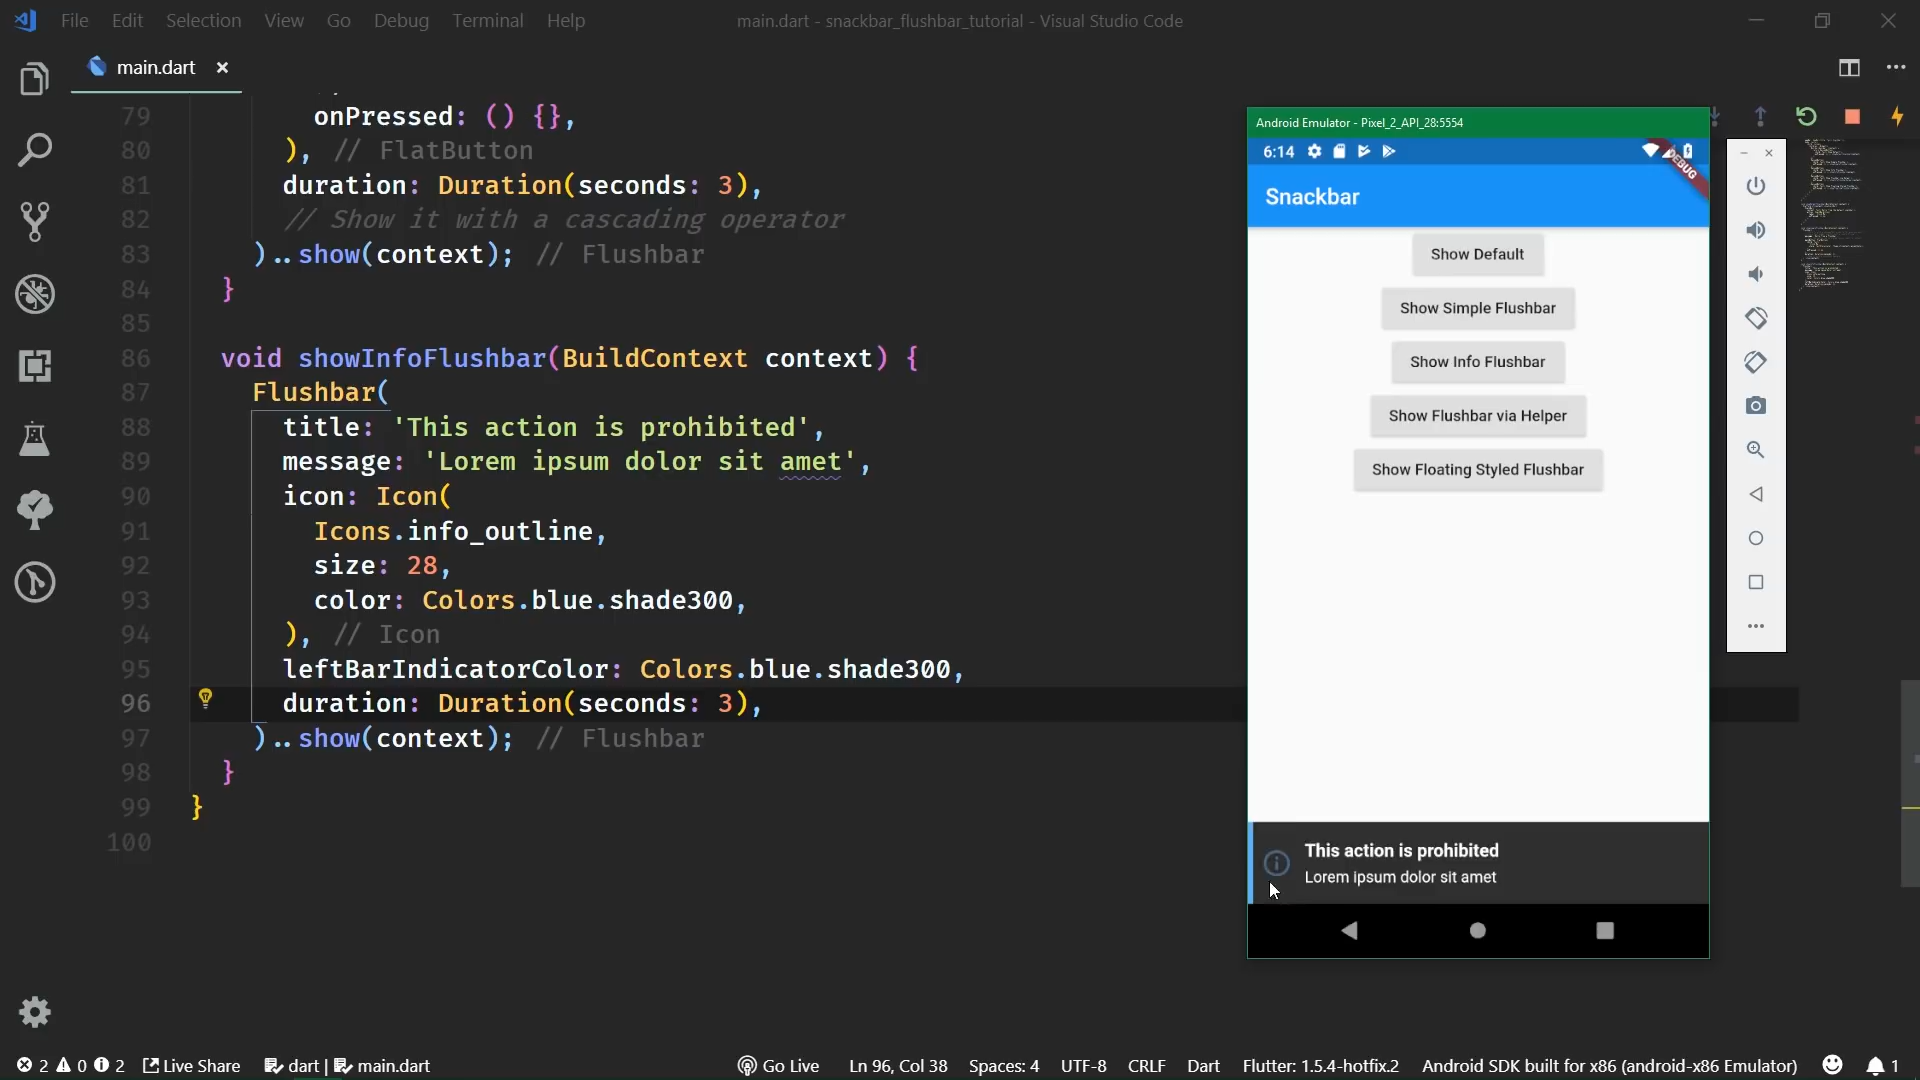 File Edit Selection View Go Debug Terminal Help
main.dart - snackbar_flushbar_tutorial - Visual Studio Code
main.dart ×
79 onPressed: () {},
80 ), // FlatButton
81 duration: Duration(seconds: 3),
82 // Show it with a cascading operator
83 )..show(context); // Flushbar
84 }
85
86 void showInfoFlushbar(BuildContext context) {
87 Flushbar(
88 title: 'This action is prohibited',
89 message: 'Lorem ipsum dolor sit amet',
90 icon: Icon(
91 Icons.info_outline,
92 size: 28,
93 color: Colors.blue.shade300,
94 ), // Icon
95 leftBarIndicatorColor: Colors.blue.shade300,
96 duration: Duration(seconds: 3),
97 )..show(context); // Flushbar
98 }
99 }
100
Android Emulator - Pixel_2_API_28:5554
6:14
DEBUG
Snackbar
Show Default
Show Simple Flushbar
Show Info Flushbar
Show Flushbar via Helper
Show Floating Styled Flushbar
This action is prohibited
Lorem ipsum dolor sit amet
2 0 2 Live Share dart | main.dart Go Live Ln 96, Col 38 Spaces: 4 UTF-8 CRLF Dart Flutter: 1.5.4-hotfix.2 Android SDK built for x86 (android-x86 Emulator) 1